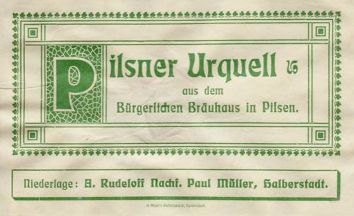 Pilsner Urquell
aus dem
Bürgerlichen Bräuhaus in Pilsen.
Niederlage: A. Rudeloff Nachf. Paul Müller, Halberstadt.